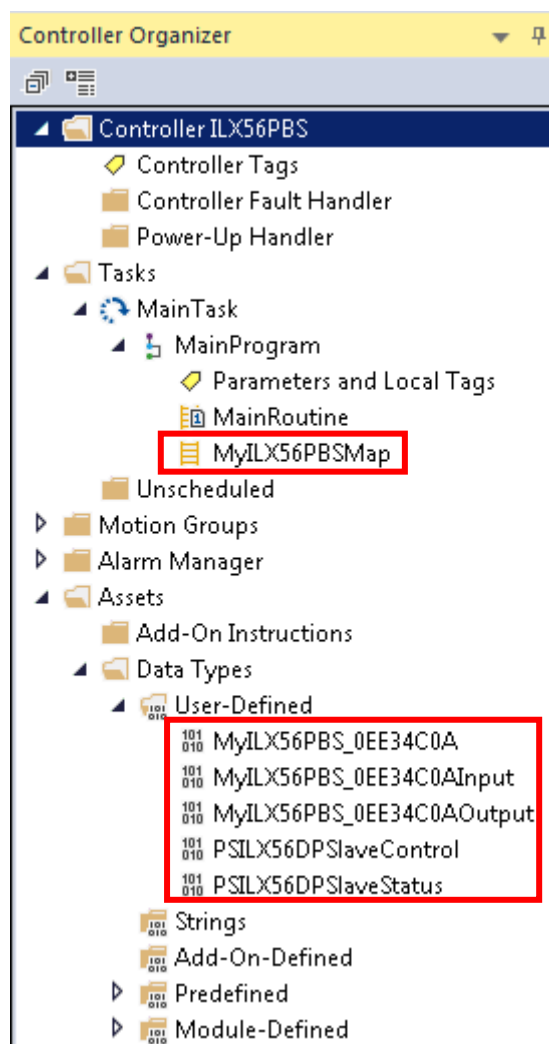 Controller Organizer
Controller ILX56PBS
Controller Tags
Controller Fault Handler
Power-Up Handler
Tasks
MainTask
MainProgram
Parameters and Local Tags
MainRoutine
MyILX56PBSMap
Unscheduled
Motion Groups
Alarm Manager
Assets
Add-On Instructions
Data Types
User-Defined
MyILX56PBS_0EE34C0A
MyILX56PBS_0EE34C0AInput
MyILX56PBS_0EE34C0AOutput
PSILX56DPSlaveControl
PSILX56DPSlaveStatus
Strings
Add-On-Defined
Predefined
Module-Defined